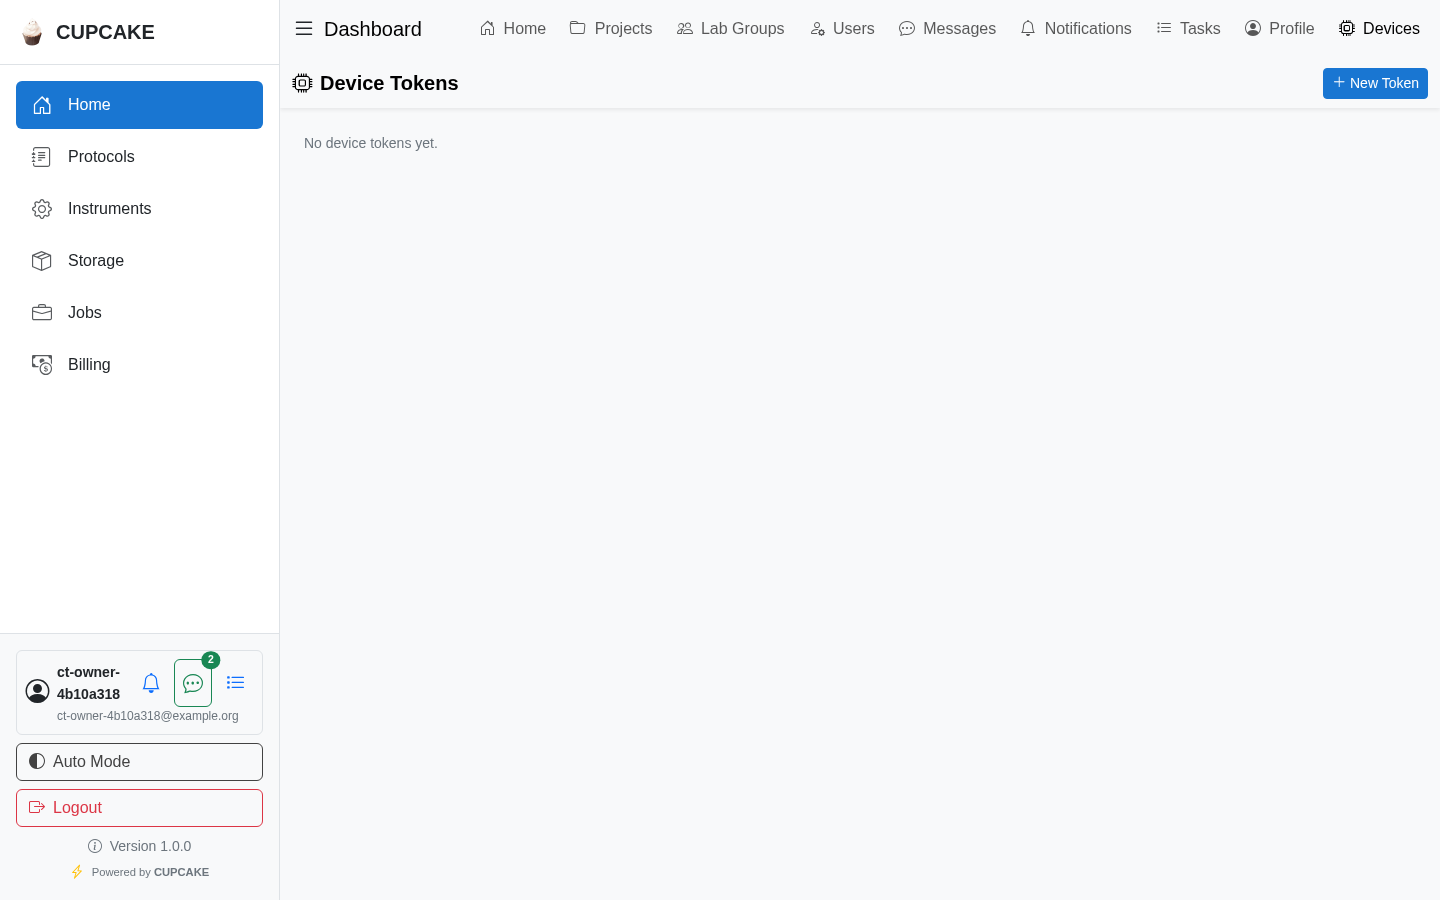 CUPCAKE
Home
Protocols
Instruments
Storage
Jobs
Billing
ct-owner-
4b10a318
2
ct-owner-4b10a318@example.org
Auto Mode
Logout
Version 1.0.0
Powered by CUPCAKE
Dashboard
Home
Projects
Lab Groups
Users
Messages
Notifications
Tasks
Profile
Devices
Device Tokens
New Token
No device tokens yet.